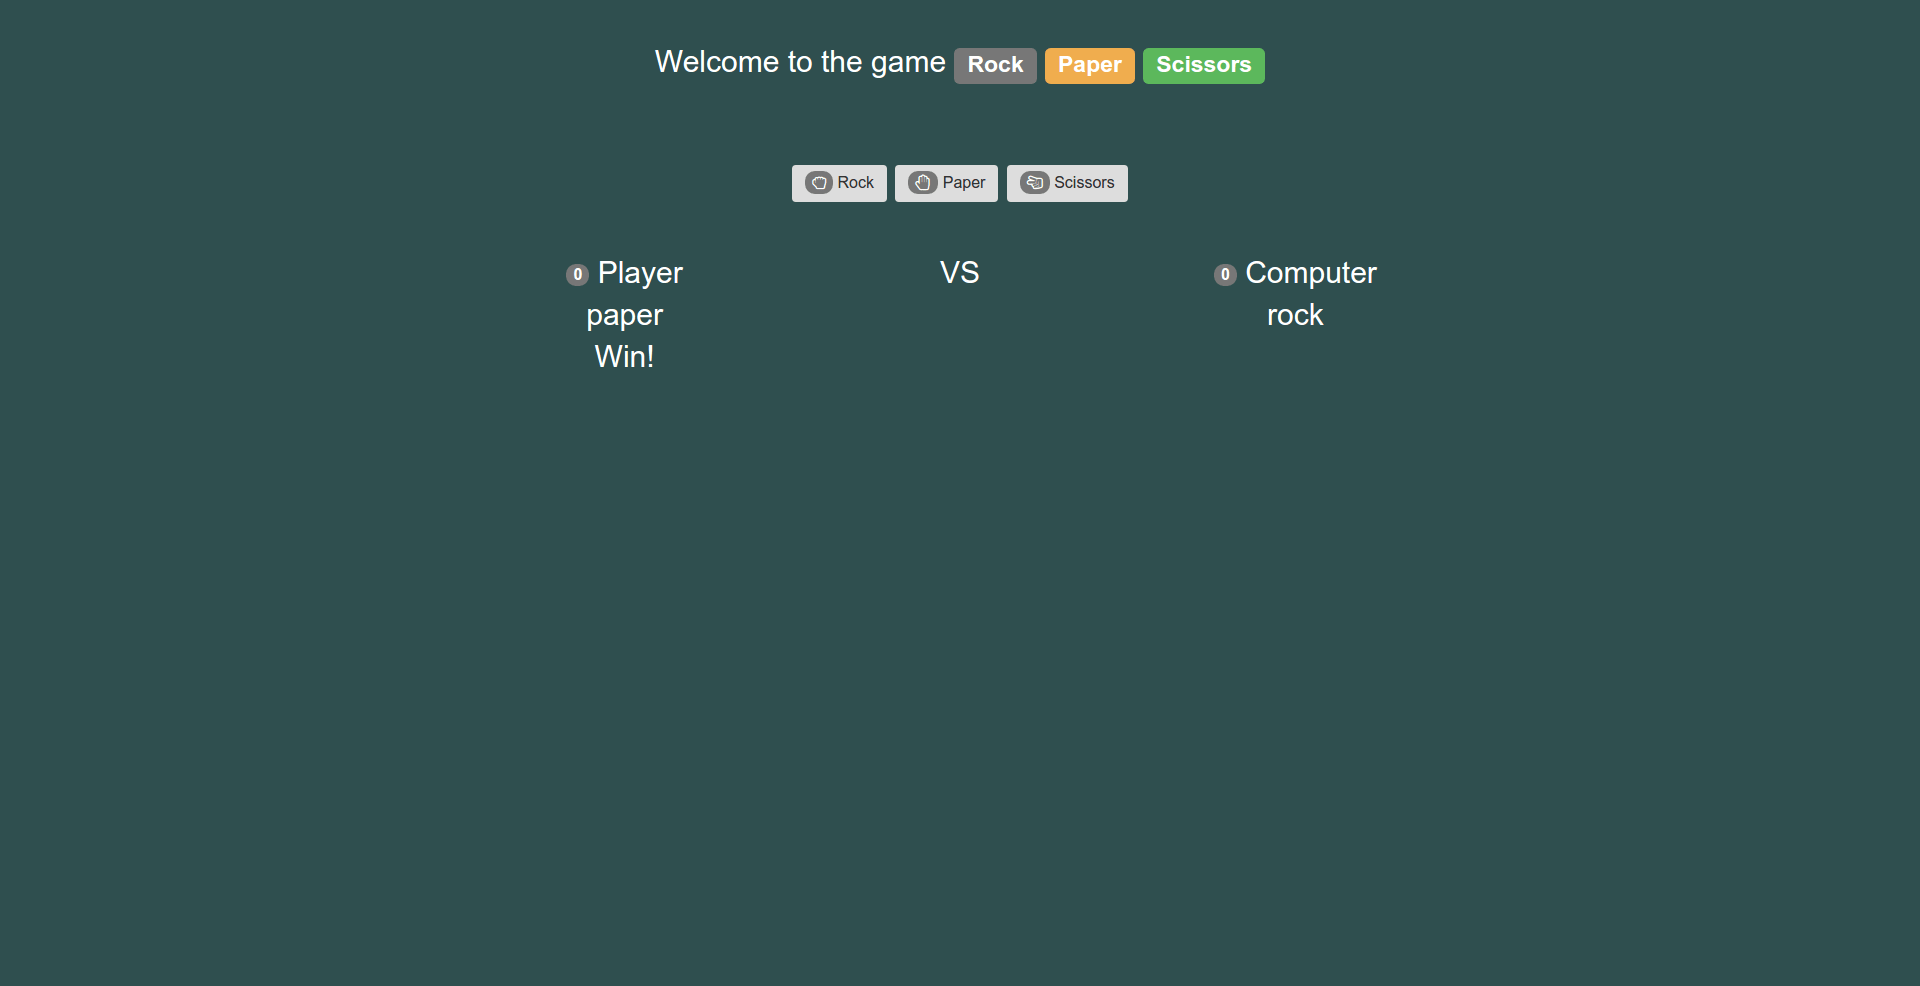 Welcome to the game Rock Paper Scissors
Rock Paper Scissors
0 Player VS 0 Computer
paper rock
Win!